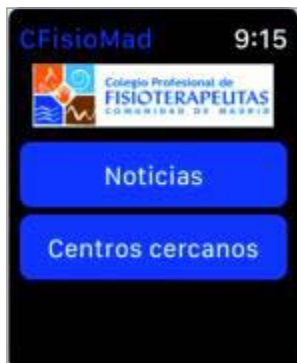 CFisioMad 9:15
Colegio Profesional de
FISIOTERAPEUTAS
COMUNIDAD DE MADRID
Noticias
Centros cercanos